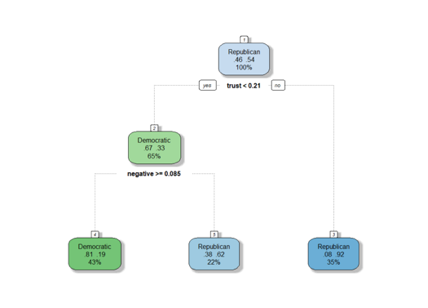 1
Republican
.46 .54
100%
yes trust < 0.21 no
2
Democratic
.67 .33
65%
negative >= 0.085
4
Democratic
.81 .19
43%
5
Republican
.38 .62
22%
3
Republican
.08 .92
35%